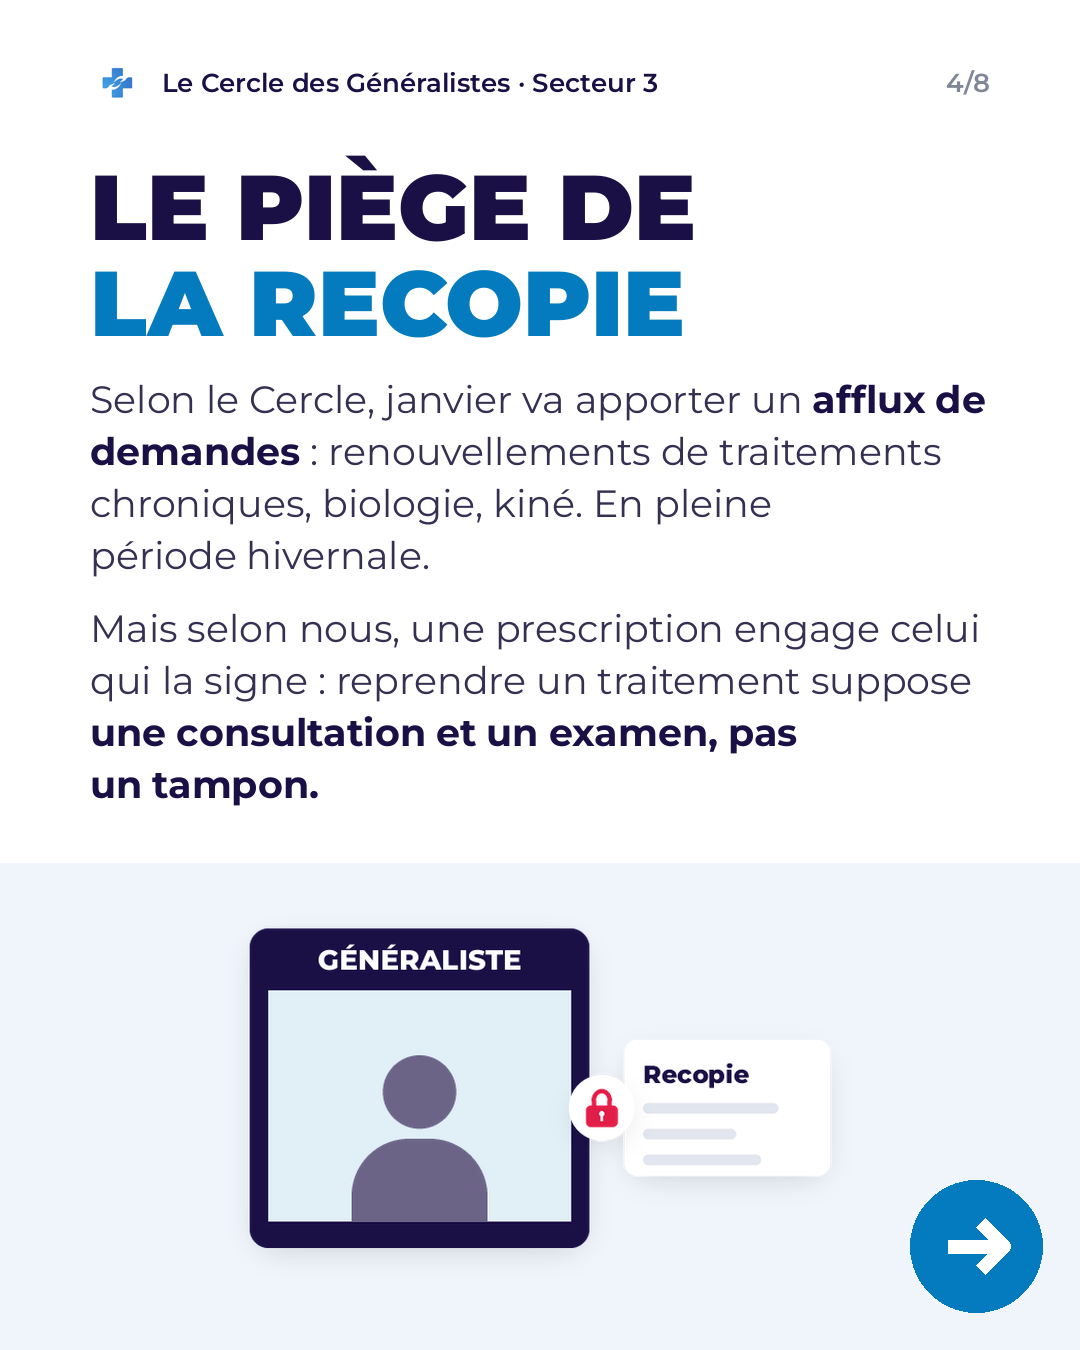 Le Cercle des Généralistes · Secteur 3
4/8
LE PIÈGE DE
LA RECOPIE
Selon le Cercle, janvier va apporter un afflux de
demandes : renouvellements de traitements
chroniques, biologie, kiné. En pleine
période hivernale.
Mais selon nous, une prescription engage celui
qui la signe : reprendre un traitement suppose
une consultation et un examen, pas
un tampon.
GÉNÉRALISTE
Recopie